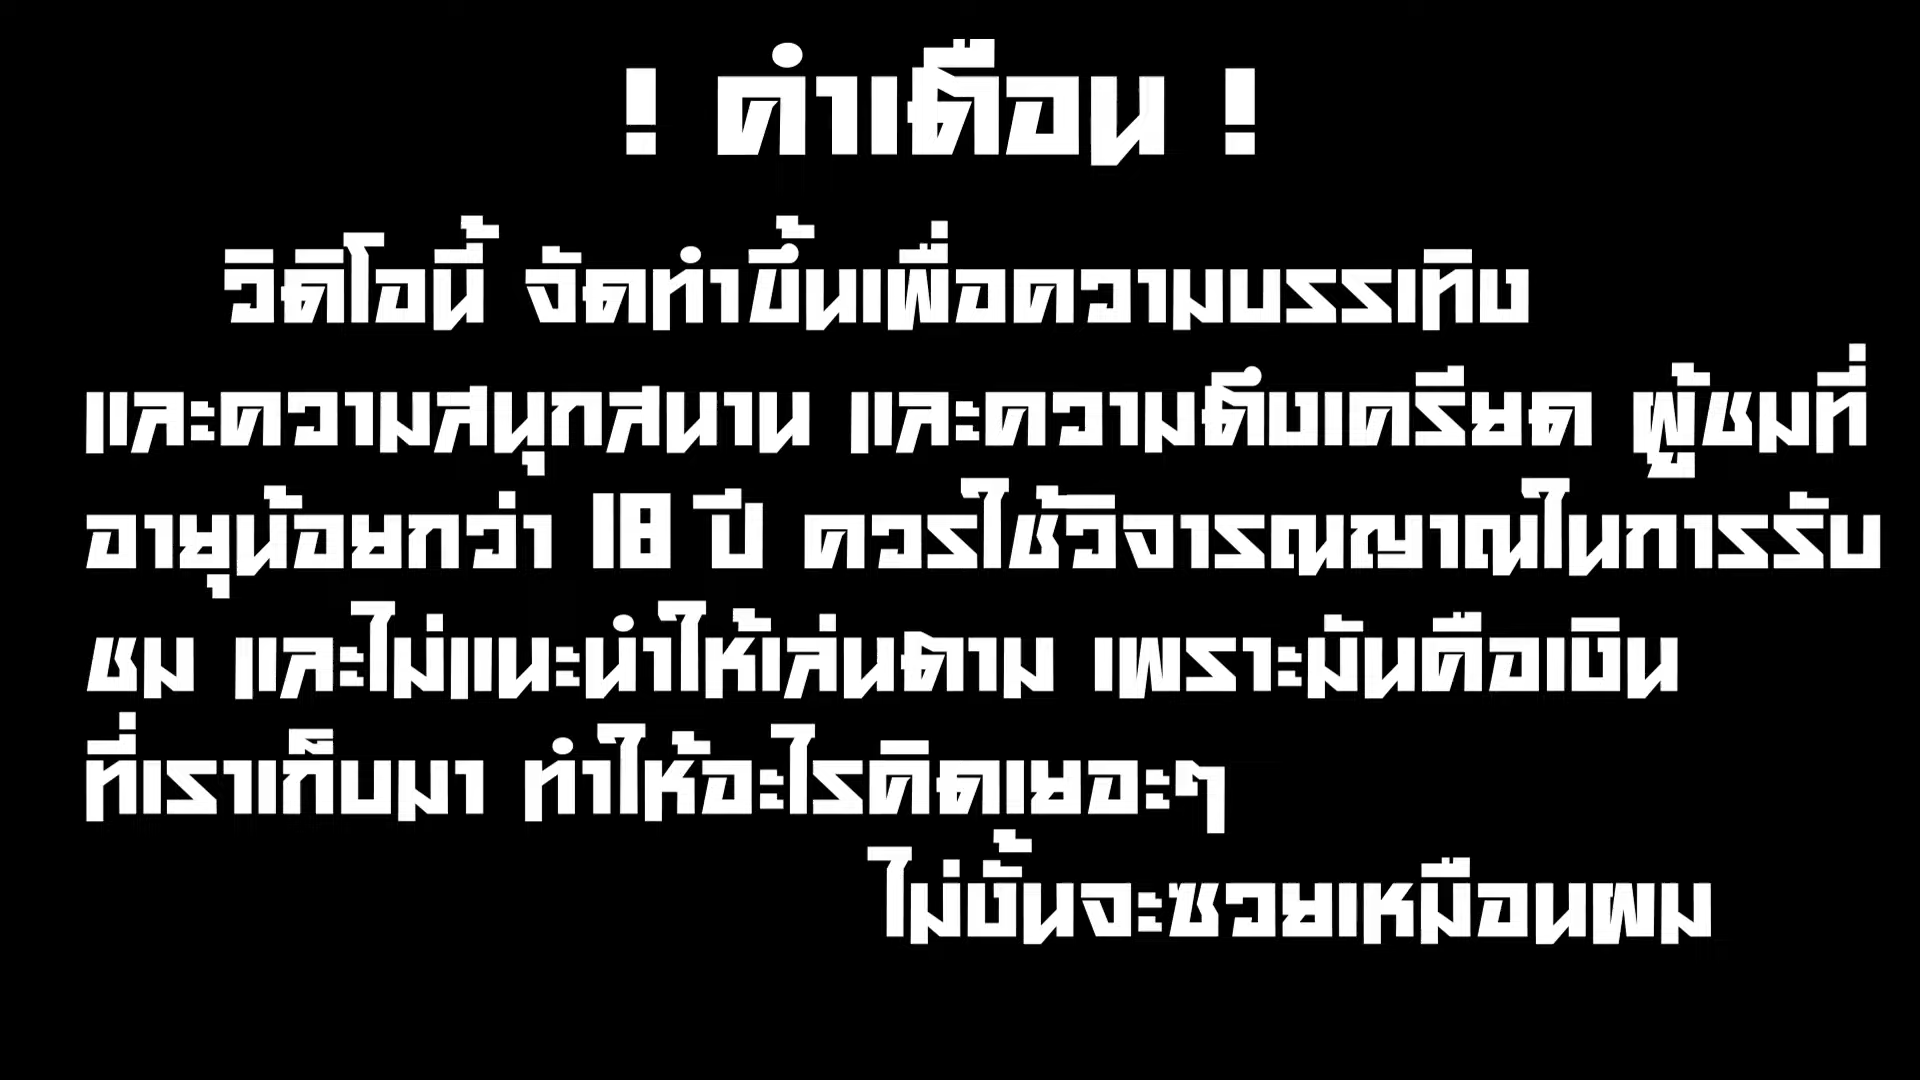 ! คำเตือน !
วิดิโอนี้ จัดทำขึ้นเพื่อความบรรเทิง
และความสนุกสนาน และความตึงเครียด ผู้ชมที่
อายุน้อยกว่า 18 ปี ควรใช้วิจารณญาณในการรับ
ชม และไม่แนะนำให้เล่นตาม เพราะมันคือเงิน
ที่เราเก็บมา ทำให้อะไรคิดเยอะๆ
ไม่งั้นจะซวยเหมือนผม